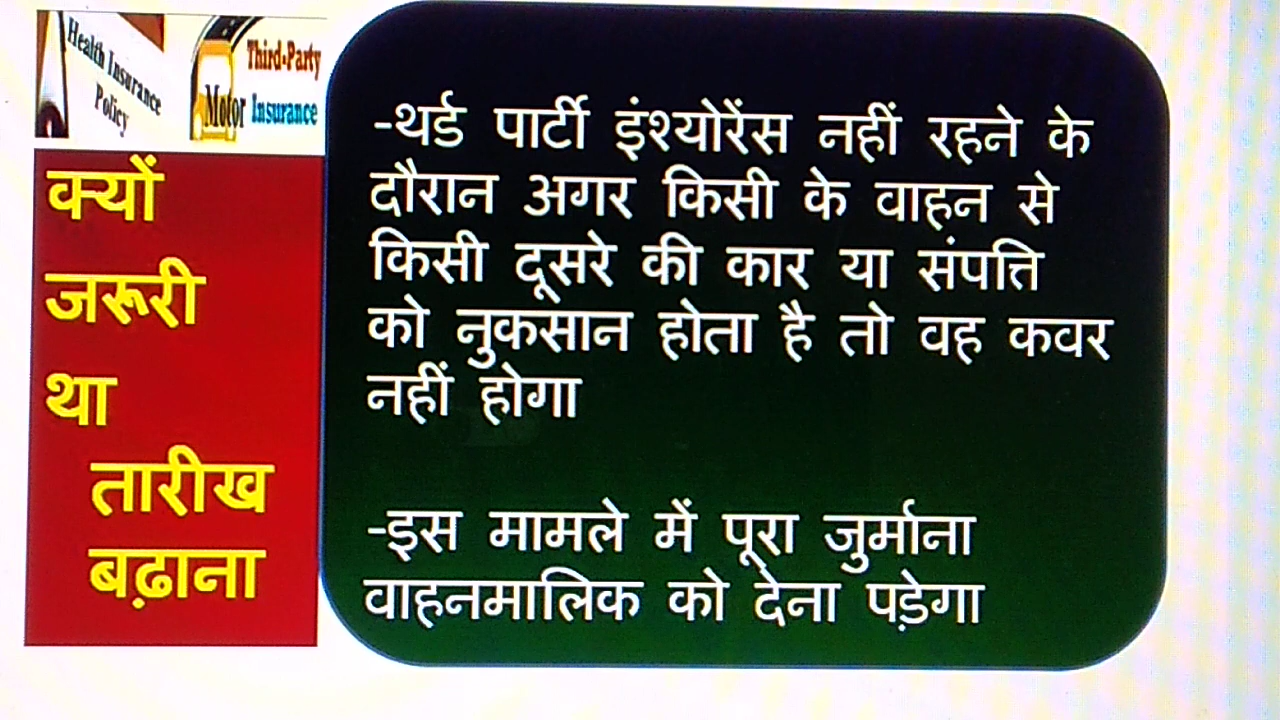 Health Insurance
Policy
Third-Party
Motor Insurance
क्यों
जरूरी
था
तारीख
बढ़ाना
-थर्ड पार्टी इंश्योरेंस नहीं रहने के
दौरान अगर किसी के वाहन से
किसी दूसरे की कार या संपत्ति
को नुकसान होता है तो वह कवर
नहीं होगा
-इस मामले में पूरा जुर्माना
वाहनमालिक को देना पड़ेगा